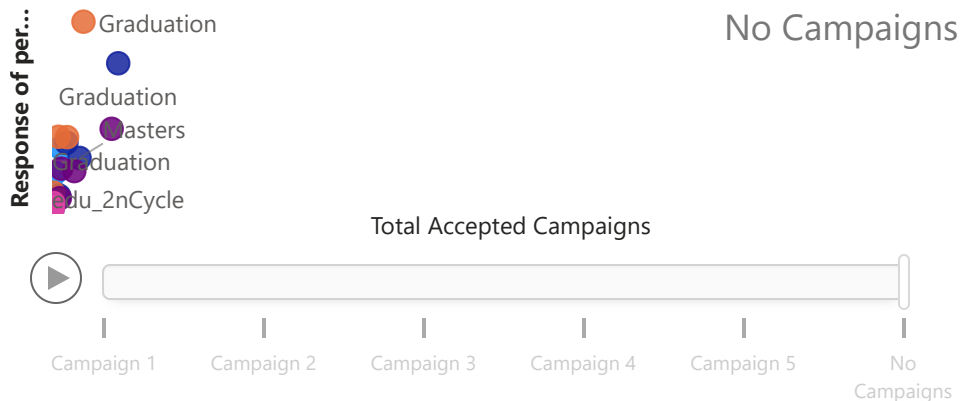 Response of per...
Graduation
No Campaigns
Graduation
Masters
Graduation
edu_2nCycle
Total Accepted Campaigns
Campaign 1
Campaign 2
Campaign 3
Campaign 4
Campaign 5
No
Campaigns